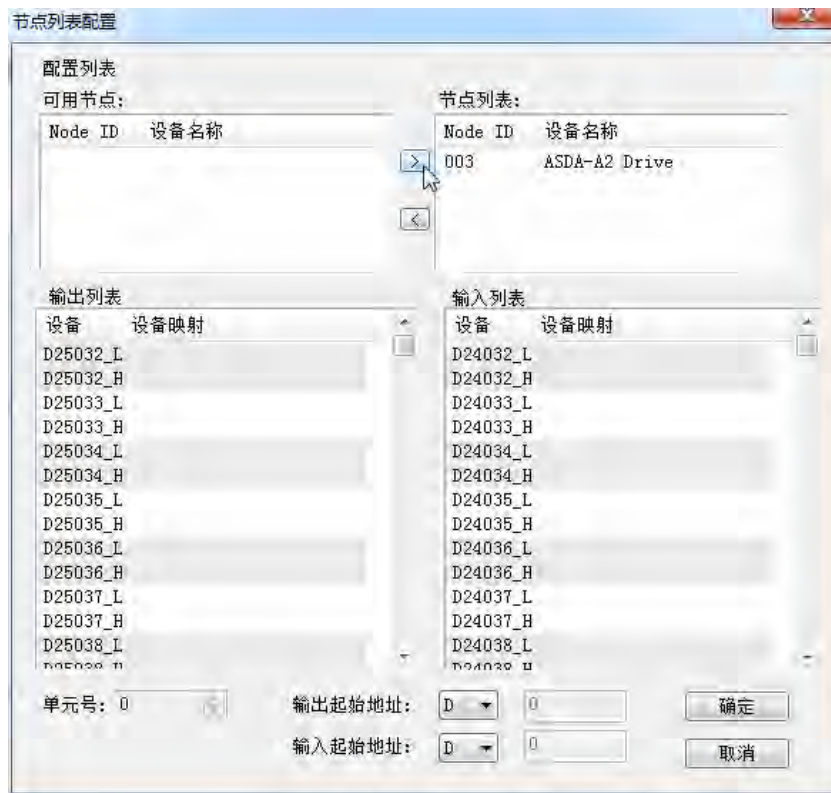 节点列表配置
配置列表
可用节点:
Node ID 设备名称
>
<
节点列表:
Node ID 设备名称
003 ASDA-A2 Drive
输出列表
设备 设备映射
D25032_L
D25032_H
D25033_L
D25033_H
D25034_L
D25034_H
D25035_L
D25035_H
D25036_L
D25036_H
D25037_L
D25037_H
D25038_L
D25038_H
输入列表
设备 设备映射
D24032_L
D24032_H
D24033_L
D24033_H
D24034_L
D24034_H
D24035_L
D24035_H
D24036_L
D24036_H
D24037_L
D24037_H
D24038_L
D24038_H
单元号: 0
输出起始地址: D 0
确定
输入起始地址: D 0
取消